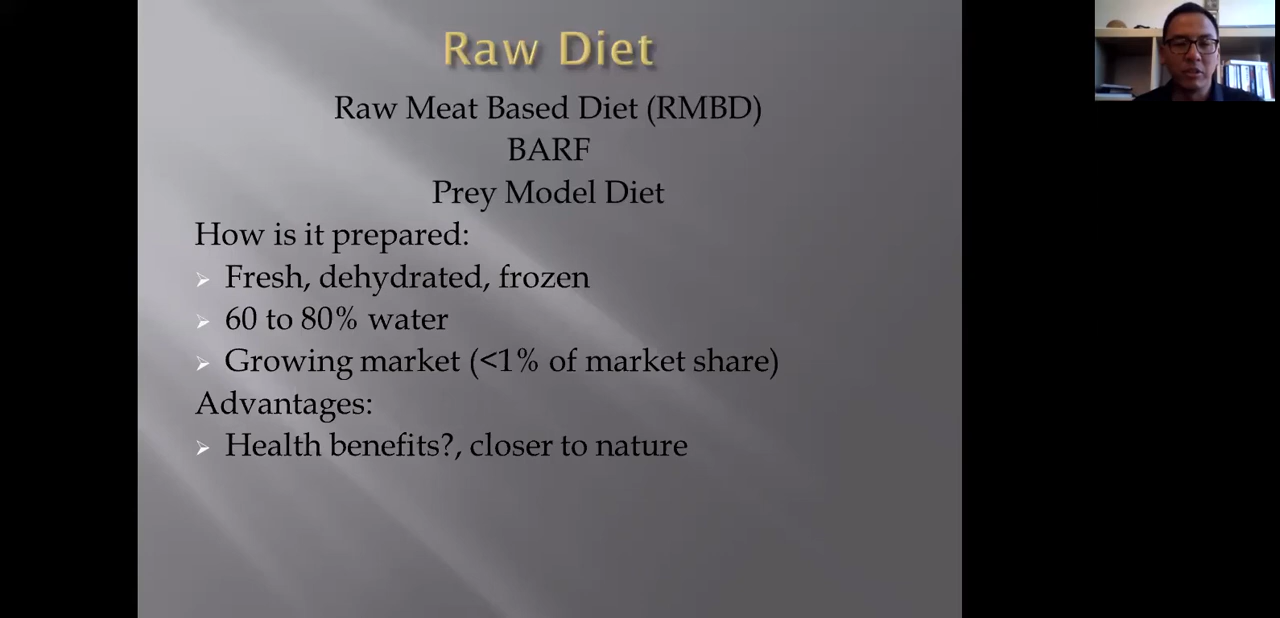 Raw Diet
Raw Meat Based Diet (RMBD)
BARF
Prey Model Diet
How is it prepared:
Fresh, dehydrated, frozen
60 to 80% water
Growing market (<1% of market share)
Advantages:
Health benefits?, closer to nature